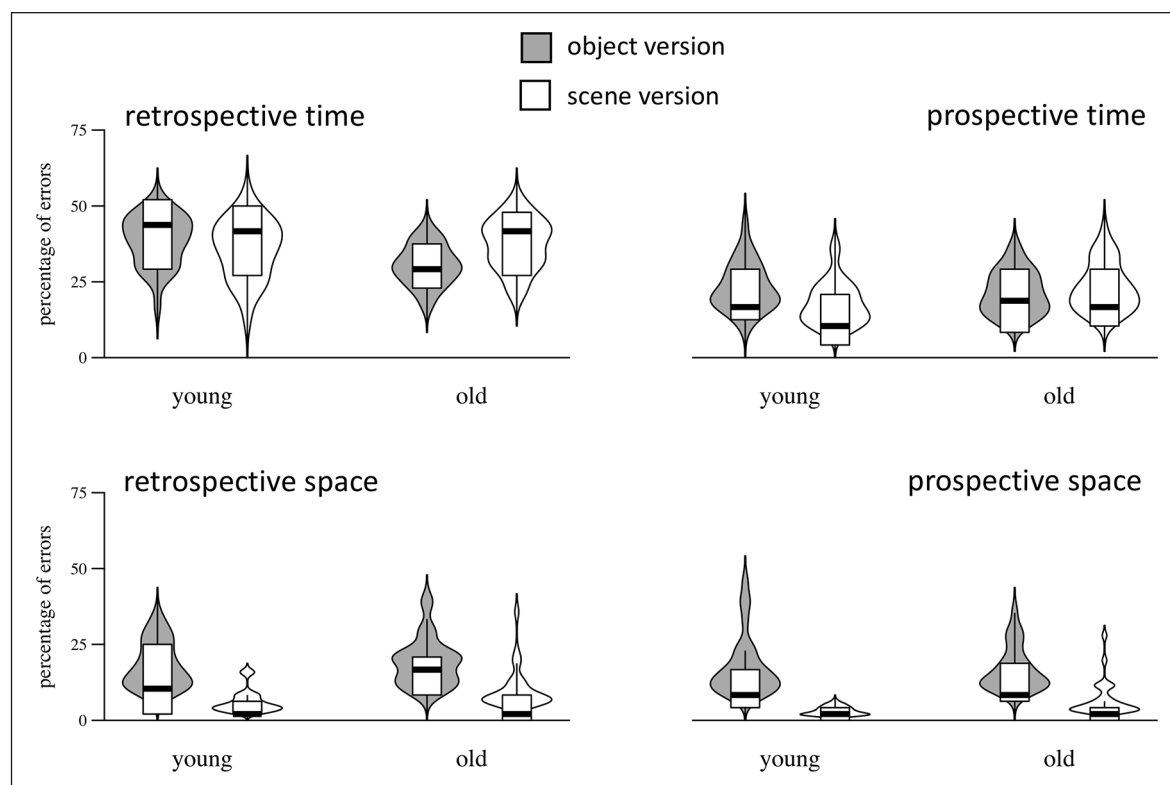 object version
scene version
retrospective time
prospective time
percentage of errors
75
50
25
0
young
old
young
old
retrospective space
prospective space
percentage of errors
75
50
25
0
young
old
young
old